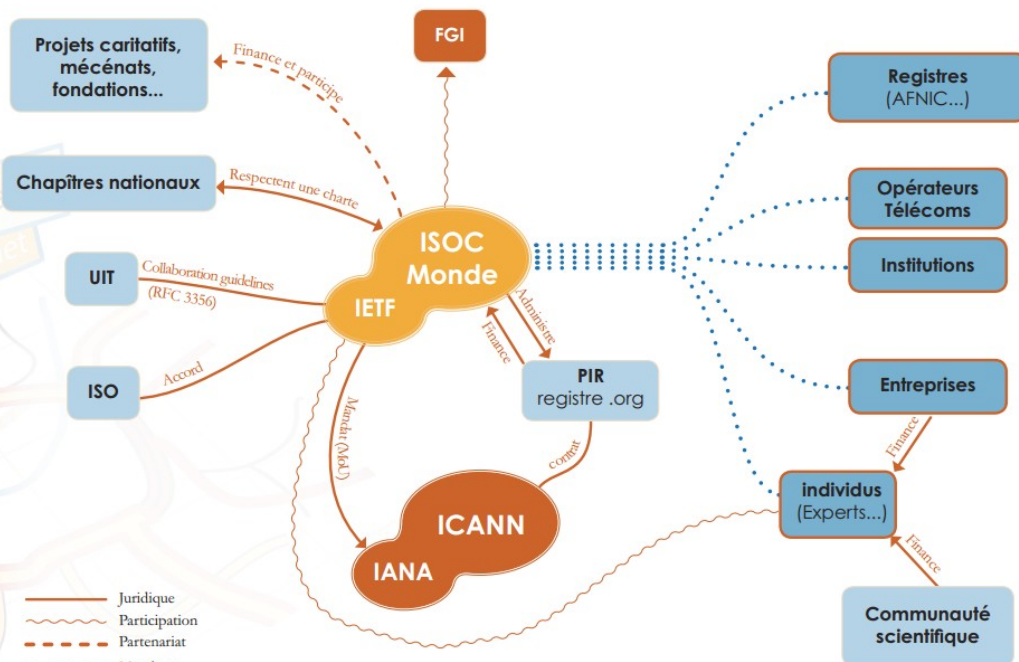 Projets caritatifs,
mécénats,
fondations...
Finance et participe
FGI
Registres
(AFNIC...)
Chapîtres nationaux
Respectent une charte
Opérateurs
Télécoms
ISOC
Monde
Institutions
UIT
Collaboration guidelines
(RFC 3356)
IETF
Administre
Finance
ISO
Accord
PIR
registre .org
Entreprises
Mandat (MoU)
contrat
Finance
individus
(Experts...)
ICANN
IANA
Finance
Juridique
Participation
Partenariat
Communauté
scientifique